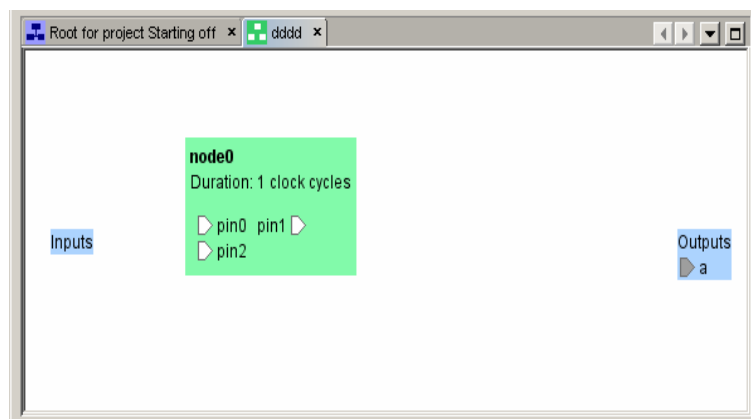 Root for project Starting off × dddd ×
node0
Duration: 1 clock cycles
pin0 pin1
pin2
Inputs
Outputs
a